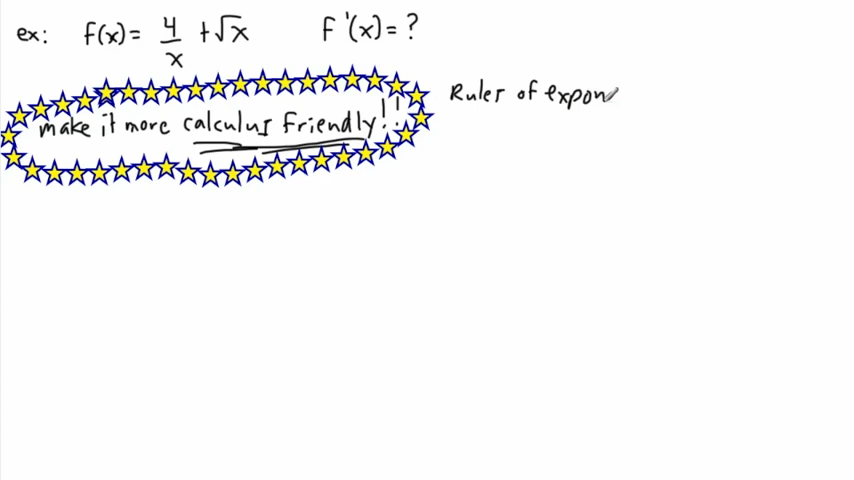 ex: f(x) = 4/x + √x   F'(x) = ?
make it more calculus friendly!!
Rules of expon